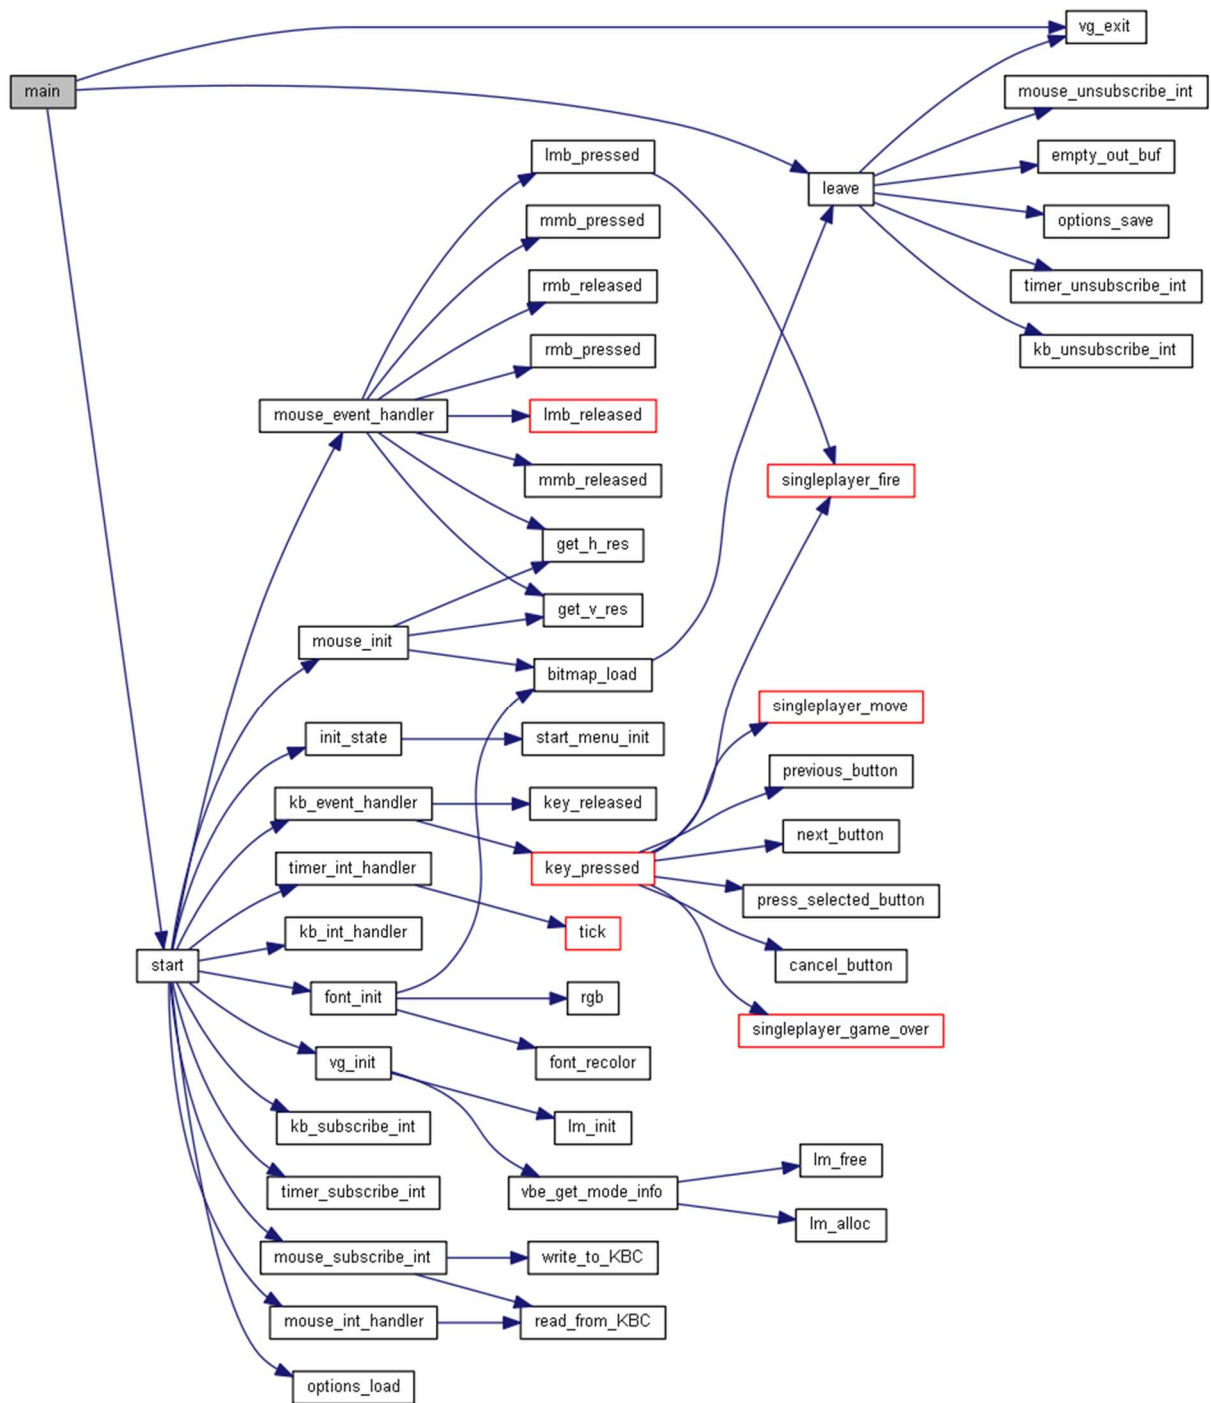 vg_exit
main
mouse_unsubscribe_int
lmb_pressed
empty_out_buf
leave
mmb_pressed
options_save
rmb_released
timer_unsubscribe_int
rmb_pressed
kb_unsubscribe_int
mouse_event_handler
lmb_released
mmb_released
singleplayer_fire
get_h_res
get_v_res
mouse_init
bitmap_load
singleplayer_move
init_state
start_menu_init
previous_button
kb_event_handler
key_released
next_button
timer_int_handler
key_pressed
press_selected_button
kb_int_handler
tick
start
cancel_button
font_init
rgb
singleplayer_game_over
vg_init
font_recolor
kb_subscribe_int
lm_init
lm_free
timer_subscribe_int
vbe_get_mode_info
lm_alloc
mouse_subscribe_int
write_to_KBC
mouse_int_handler
read_from_KBC
options_load